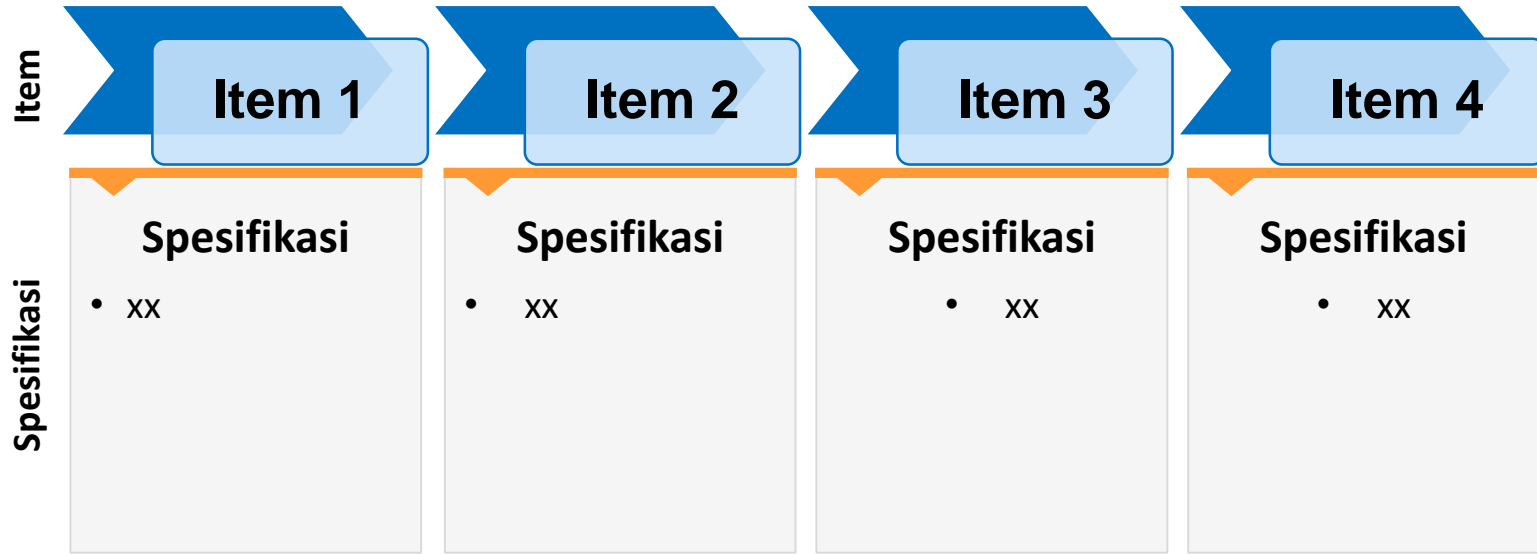 Item
Item 1
Item 2
Item 3
Item 4
Spesifikasi
Spesifikasi
• xx
Spesifikasi
• xx
Spesifikasi
• xx
Spesifikasi
• xx